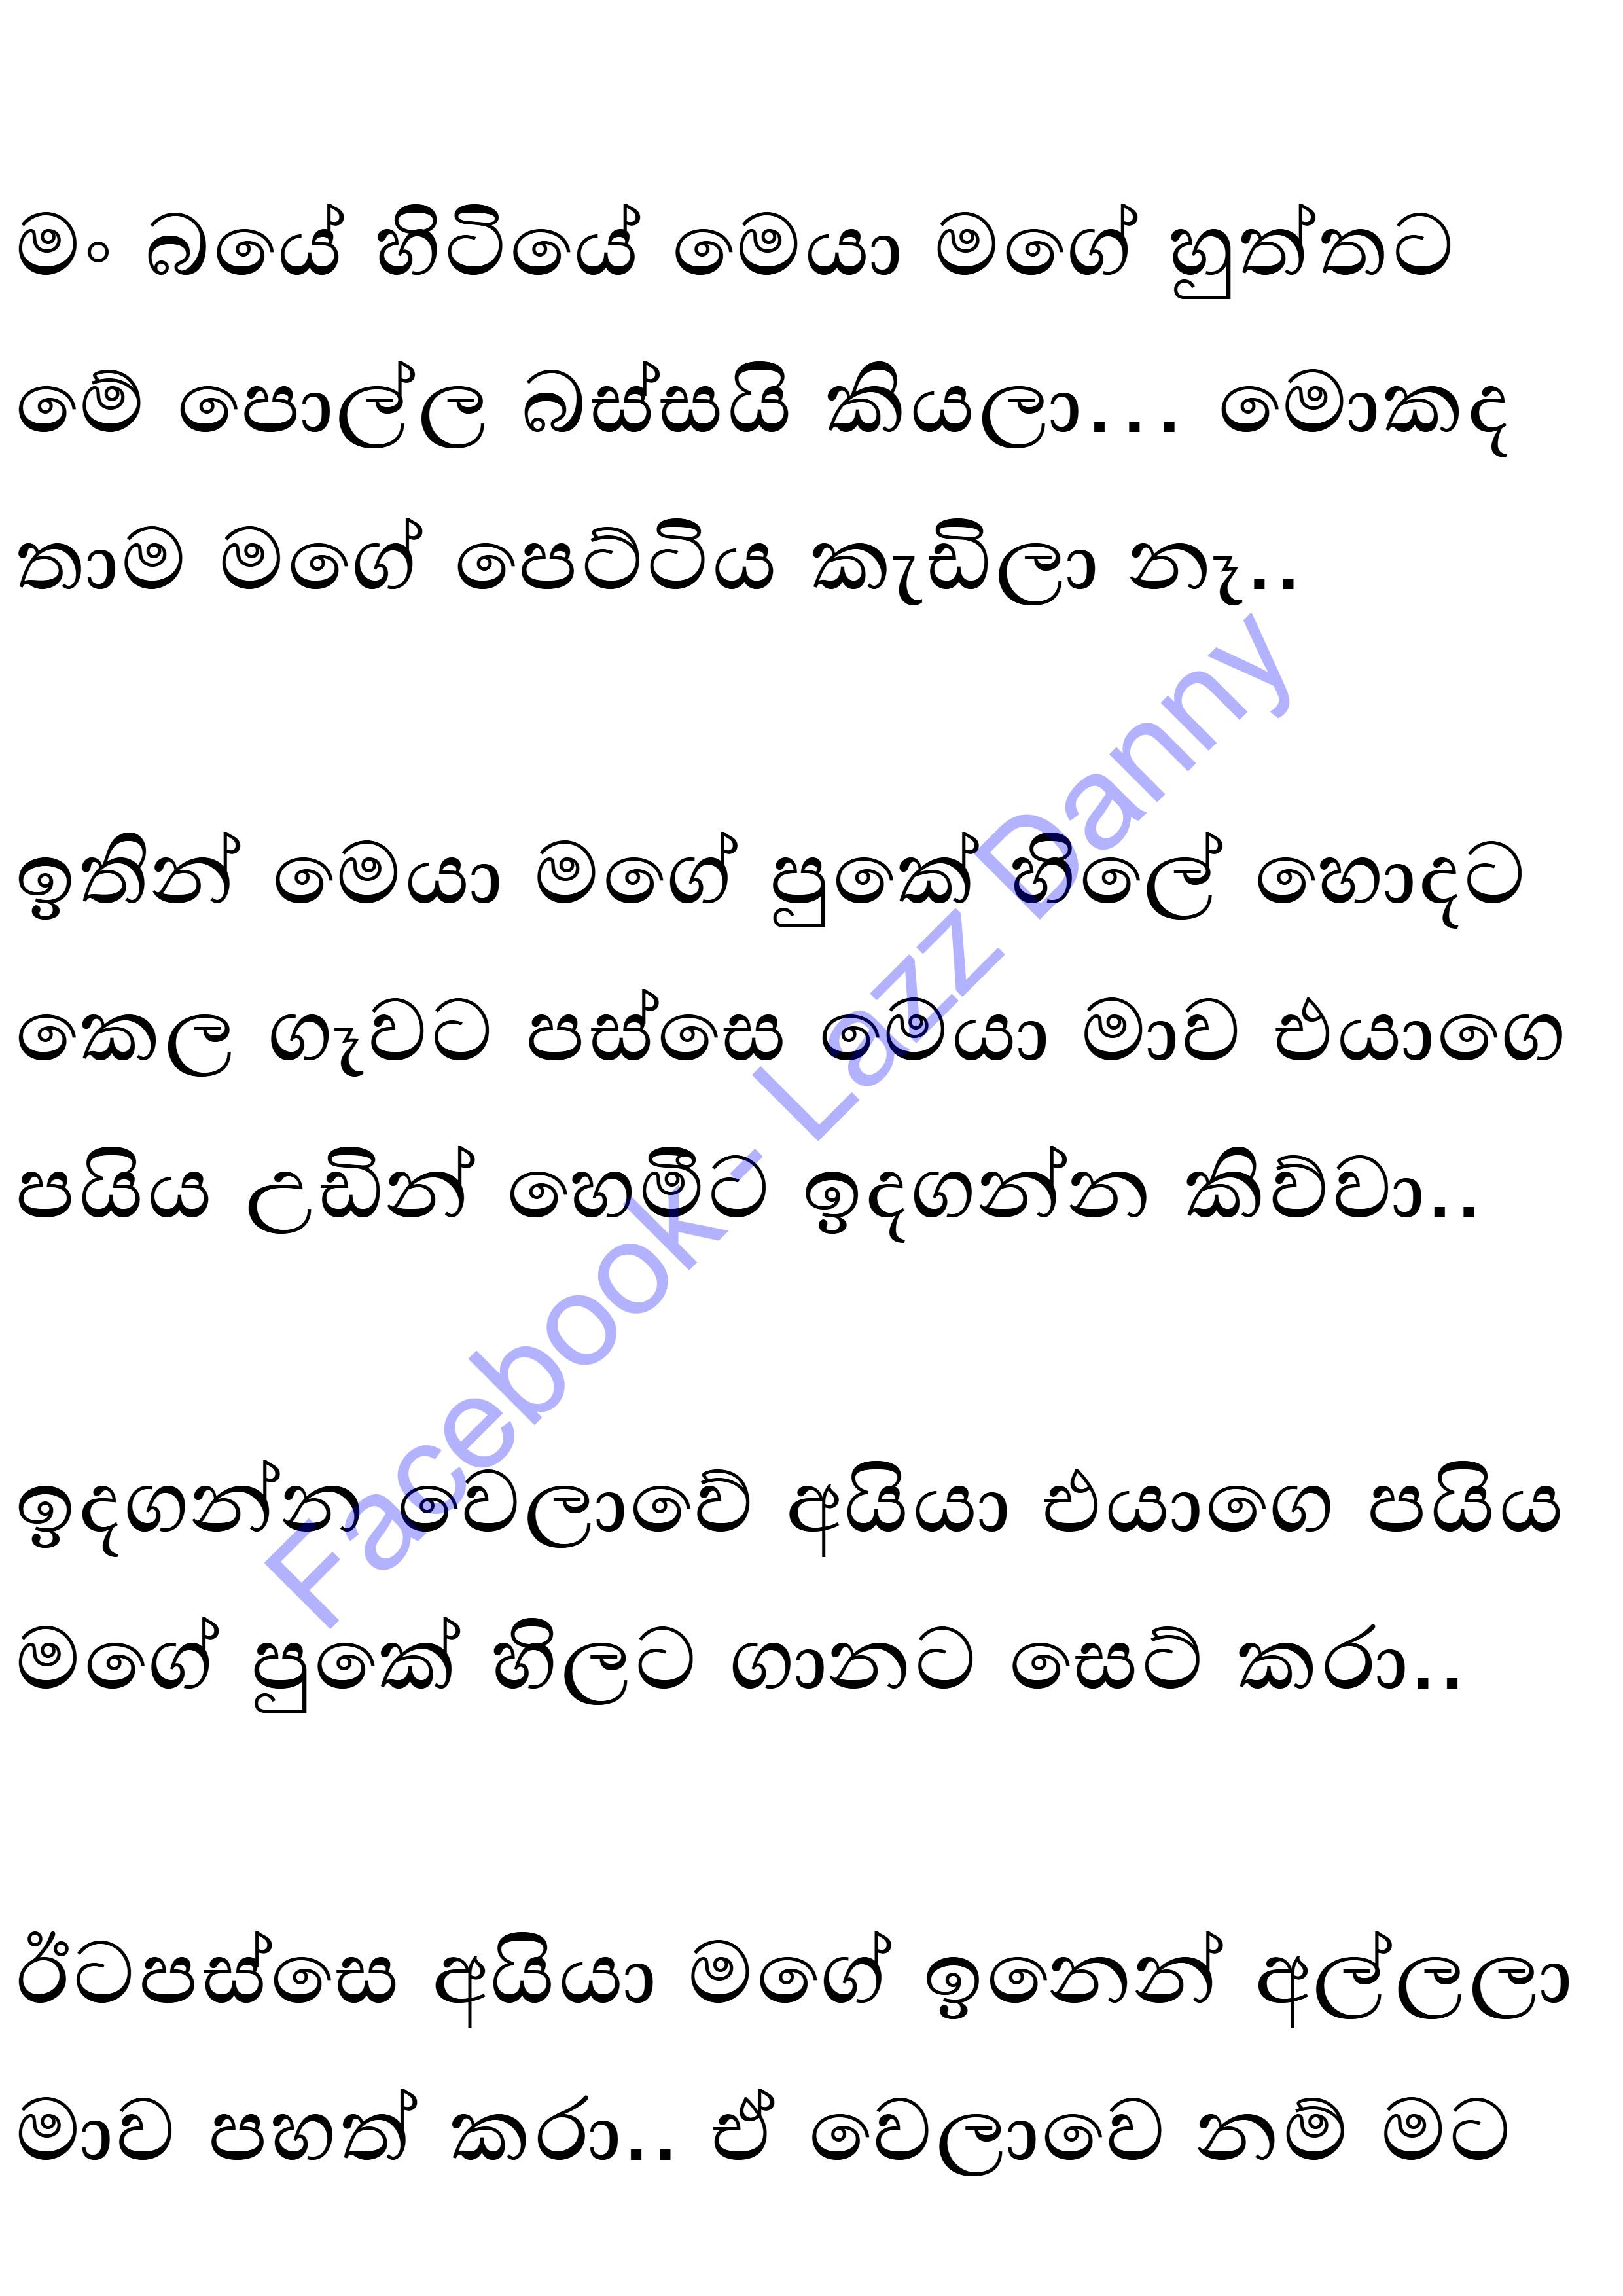 මං බයේ හිටියේ මෙයා මගේ හුත්තට
මේ පොල්ල බස්සයි කියලා... මොකද
තාම මගේ පෙට්ටිය කැඩිලා නෑ..
ඉතින් මෙයා මගේ පුකේ හිලේ හොදට
කෙල ගෑවට පස්සෙ මෙයා මාව එයාගෙ
පයිය උඩින් හෙමීට ඉදගන්න කිව්වා..
ඉදගන්න වෙලාවේ අයියා එයාගෙ පයිය
මගේ පුකේ හිලට ගානට සෙට් කරා..
ඊටපස්සෙ අයියා මගේ ඉනෙන් අල්ලලා
මාව පහත් කරා.. ඒ වෙලාවෙ නම් මට
Facebook - Lazz Danny